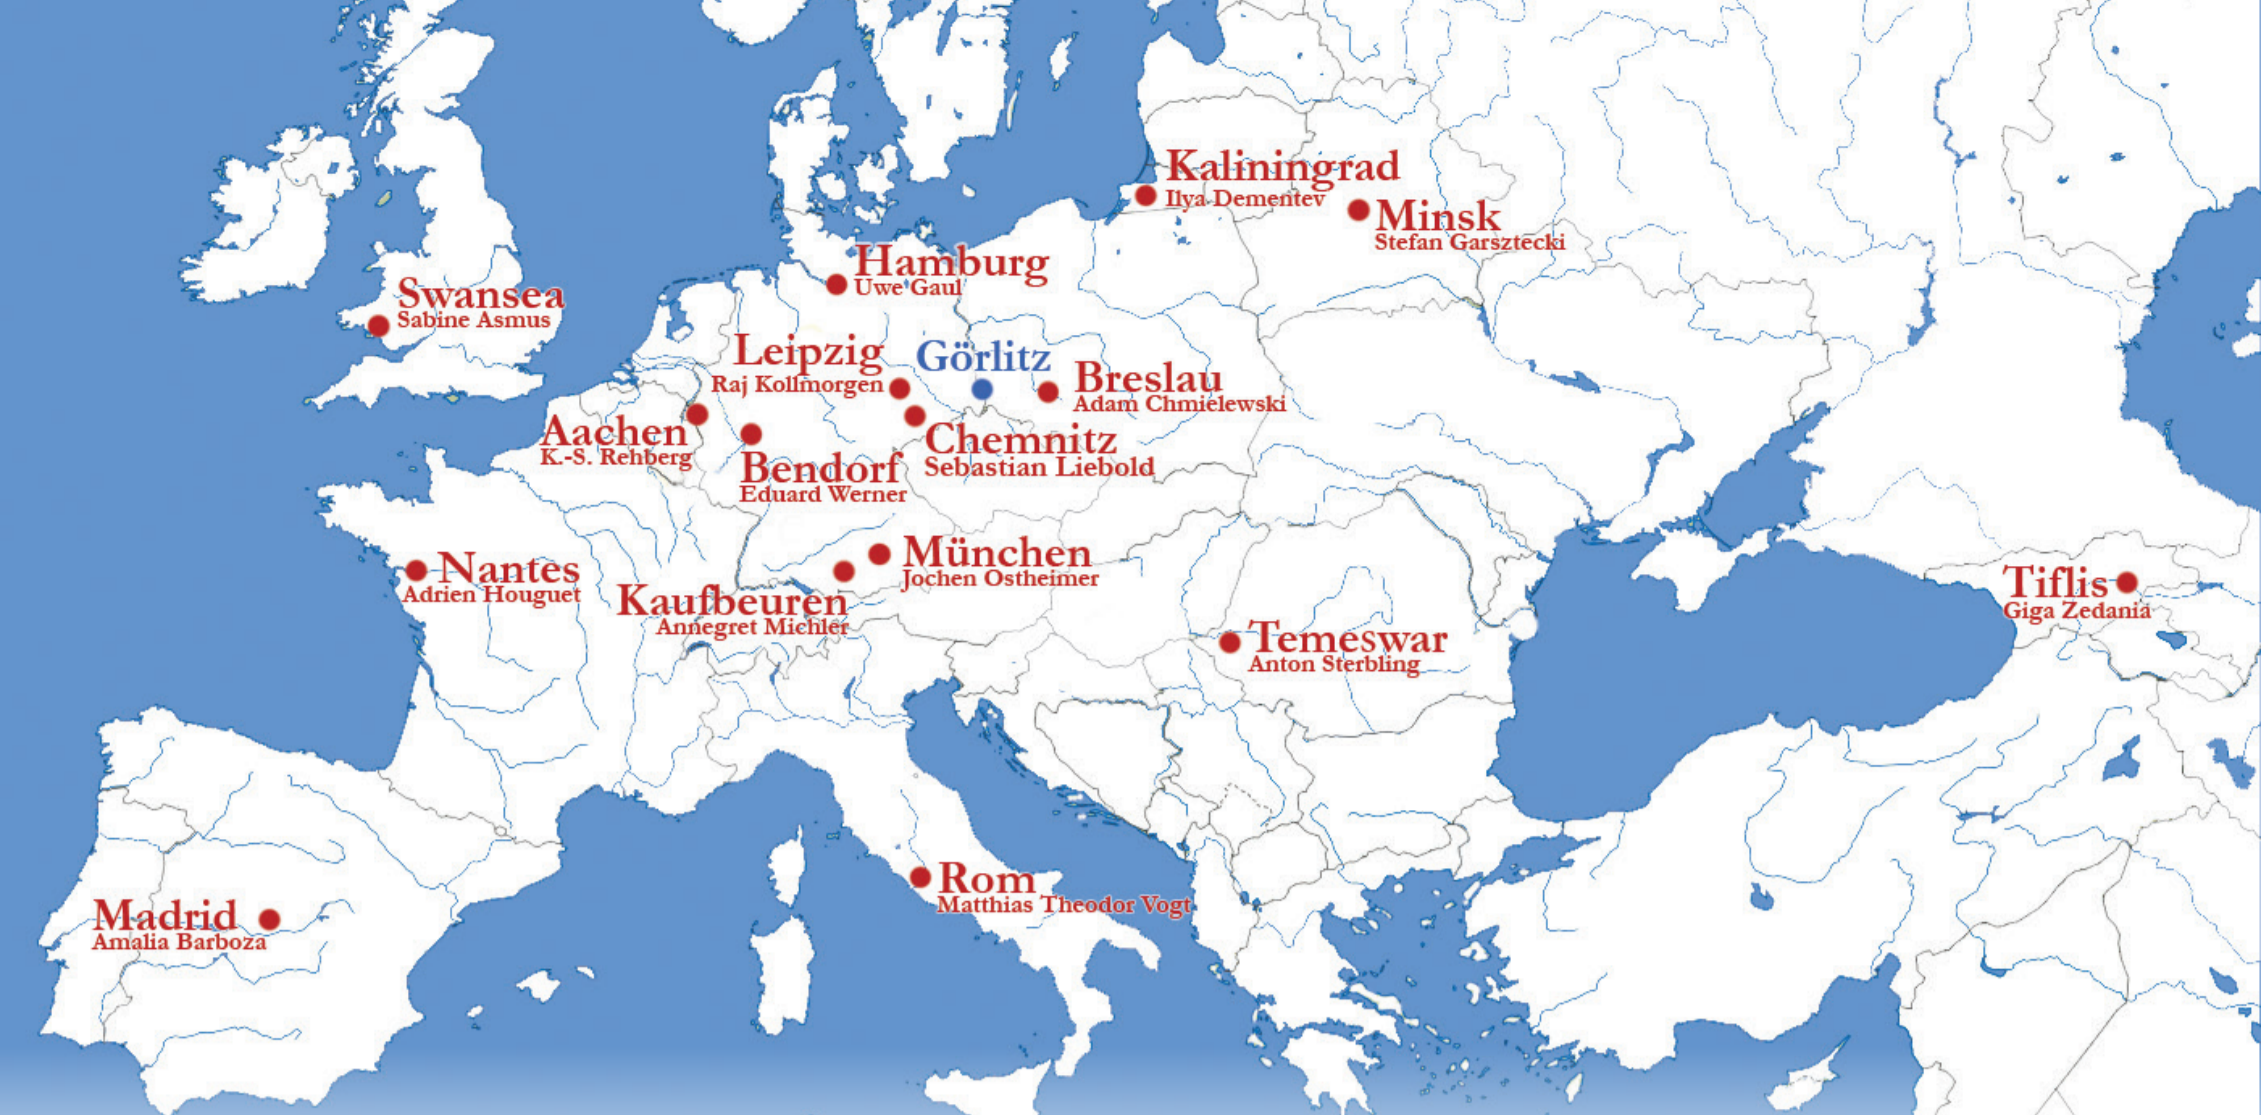 Kaliningrad
Ilya Dementev
Minsk
Stefan Garsztecki
Hamburg
Uwe Gaul
Swansea
Sabine Asmus
Leipzig
Raj Kollmorgen
Görlitz
Breslau
Adam Chmielewski
Aachen
K.-S. Rehberg
Chemnitz
Sebastian Liebold
Bendorf
Eduard Werner
München
Jochen Ostheimer
Nantes
Adrien Houguet
Kaufbeuren
Annegret Michler
Tiflis
Giga Zedania
Temeswar
Anton Sterbling
Rom
Matthias Theodor Vogt
Madrid
Amalia Barboza